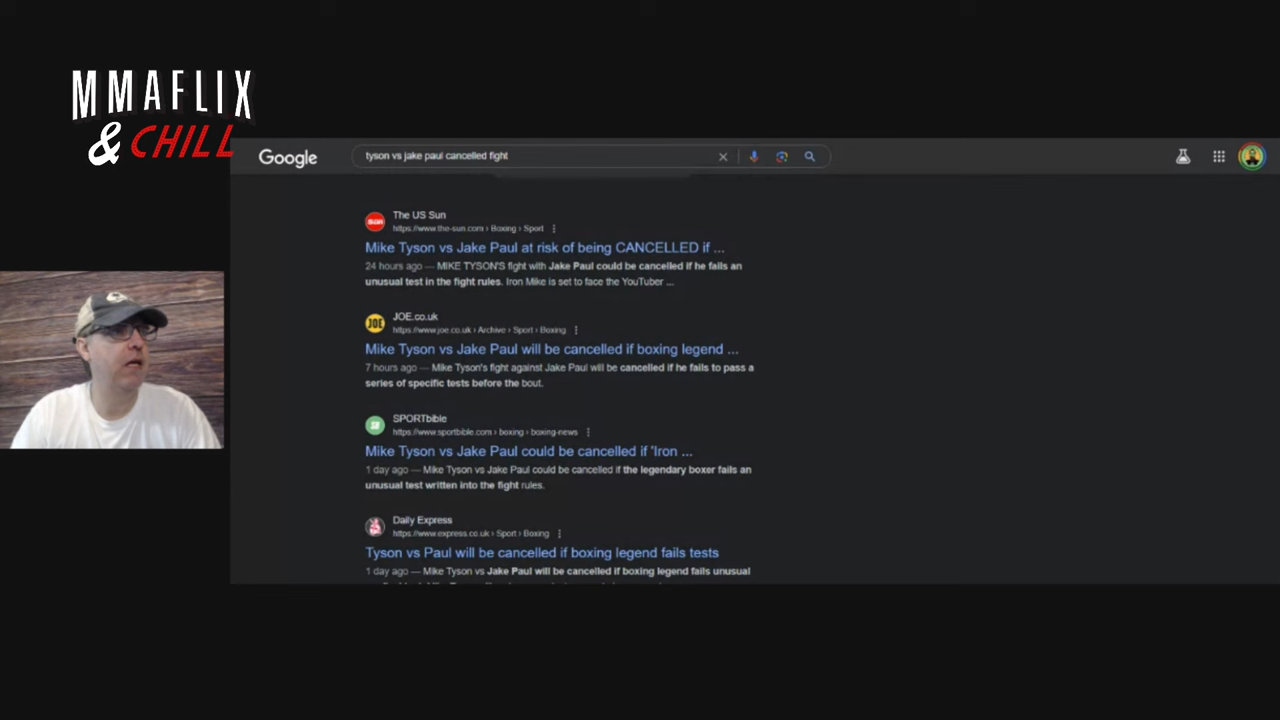 MMAFLIX
& CHILL
Google
tyson vs jake paul cancelled fight
The US Sun
https://www.the-sun.com › Boxing › Sport
Mike Tyson vs Jake Paul at risk of being CANCELLED if ...
24 hours ago — MIKE TYSON'S fight with Jake Paul could be cancelled if he fails an
unusual test in the fight rules. Iron Mike is set to face the YouTuber ...
JOE
JOE.co.uk
https://www.joe.co.uk › Archive › Sport › Boxing
Mike Tyson vs Jake Paul will be cancelled if boxing legend ...
7 hours ago — Mike Tyson's fight against Jake Paul will be cancelled if he fails to pass a
series of specific tests before the bout.
SPORTbible
https://www.sportbible.com › boxing › boxing-news
Mike Tyson vs Jake Paul could be cancelled if 'Iron ...
1 day ago — Mike Tyson vs Jake Paul could be cancelled if the legendary boxer fails an
unusual test written into the fight rules.
Daily Express
https://www.express.co.uk › Sport › Boxing
Tyson vs Paul will be cancelled if boxing legend fails tests
1 day ago — Mike Tyson vs Jake Paul will be cancelled if boxing legend fails unusual